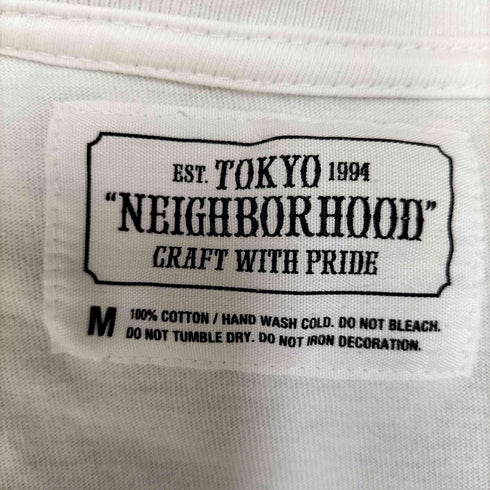 EST. TOKYO 1994
"NEIGHBORHOOD"
CRAFT WITH PRIDE
M 100% COTTON / HAND WASH COLD. DO NOT BLEACH.
DO NOT TUMBLE DRY. DO NOT IRON DECORATION.